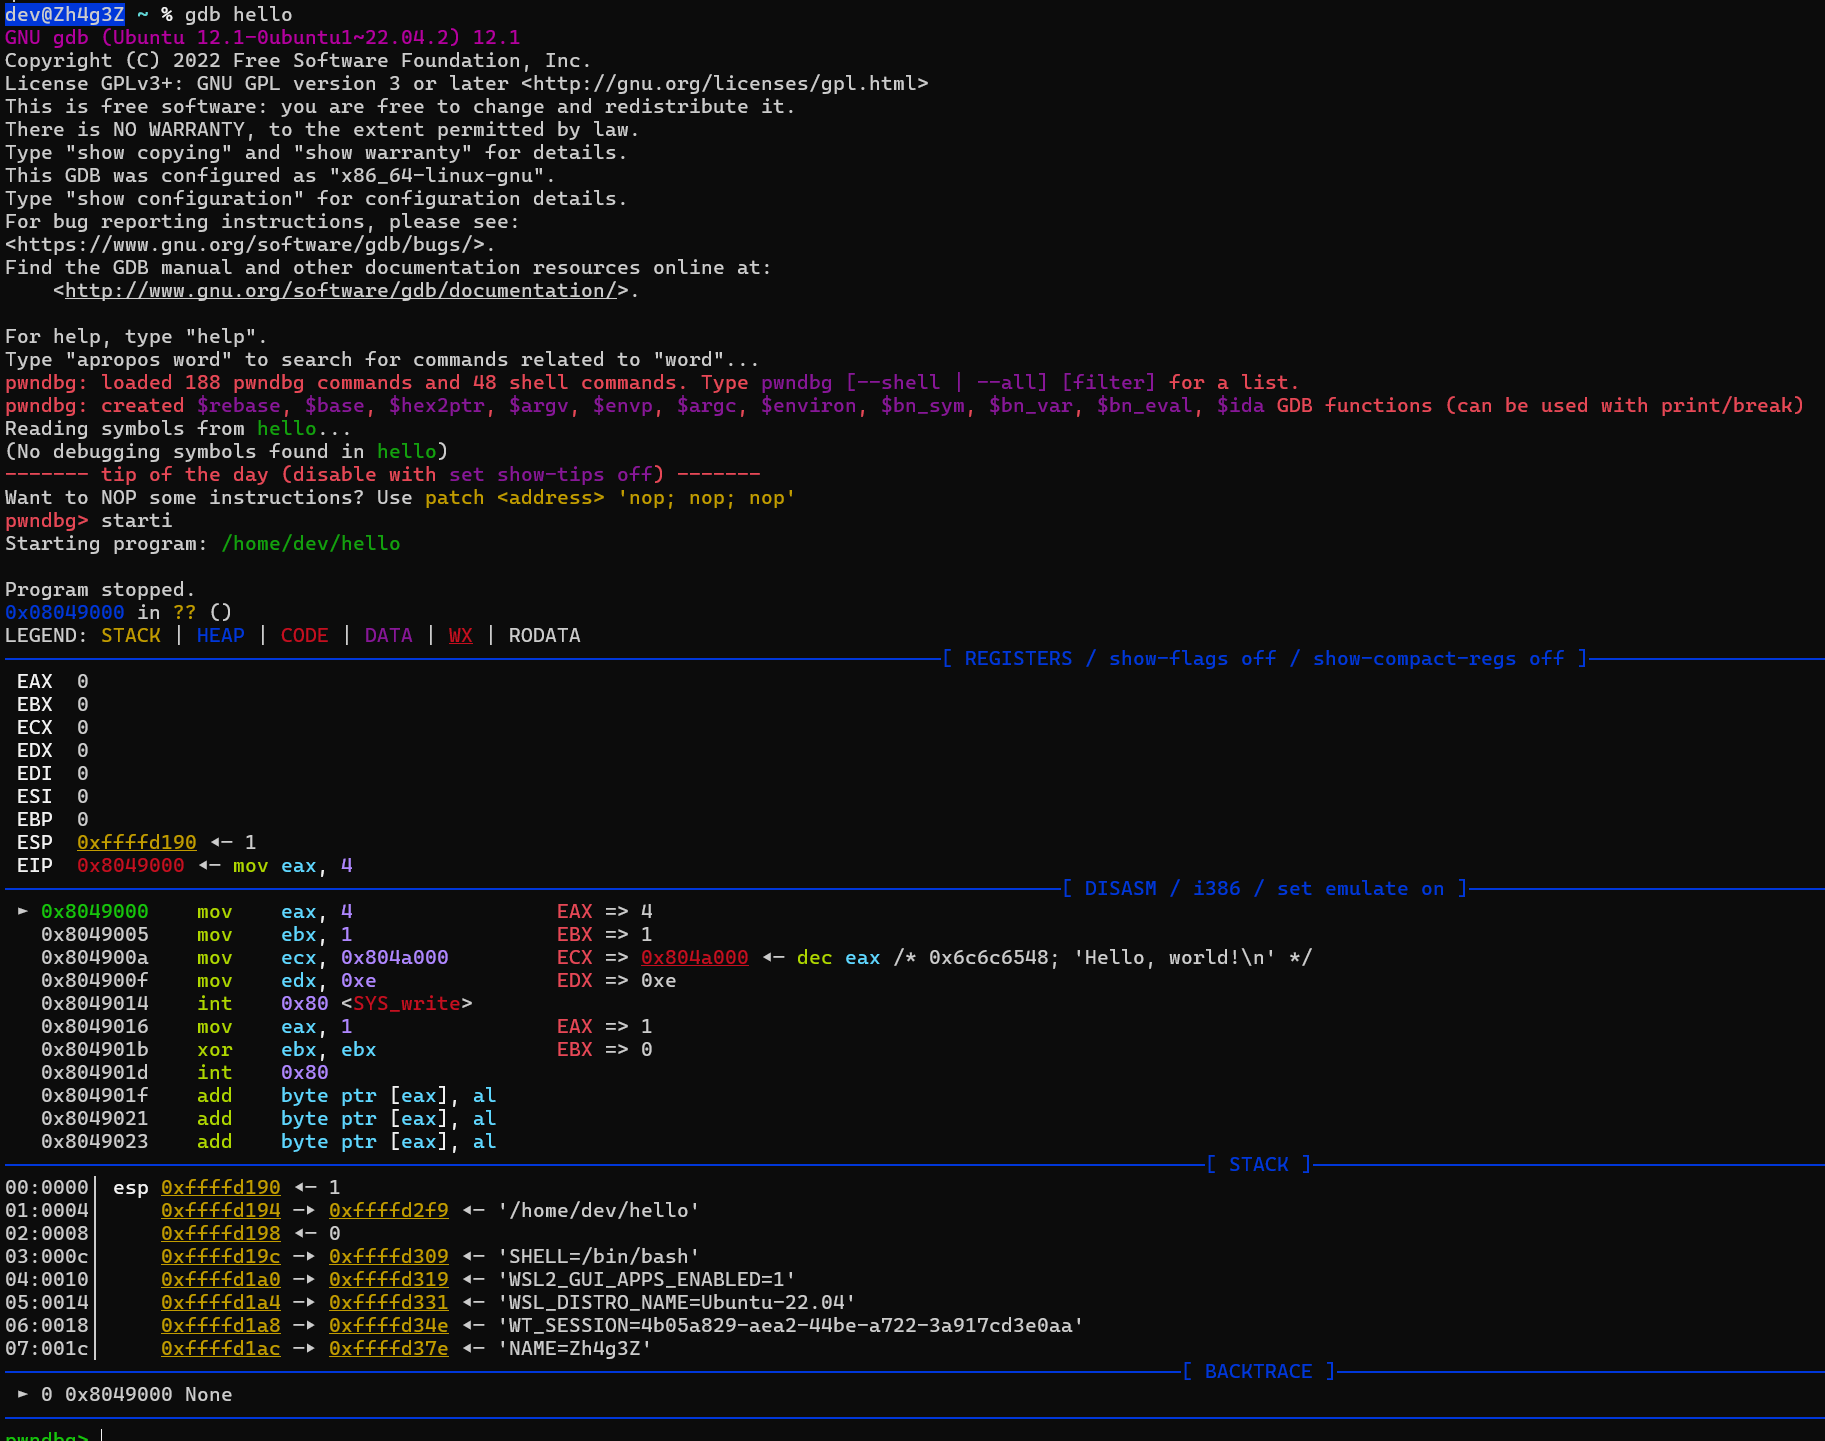 dev@Zh4g3Z ~ % gdb hello
GNU gdb (Ubuntu 12.1-0ubuntu1~22.04.2) 12.1
Copyright (C) 2022 Free Software Foundation, Inc.
License GPLv3+: GNU GPL version 3 or later <http://gnu.org/licenses/gpl.html>
This is free software: you are free to change and redistribute it.
There is NO WARRANTY, to the extent permitted by law.
Type "show copying" and "show warranty" for details.
This GDB was configured as "x86_64-linux-gnu".
Type "show configuration" for configuration details.
For bug reporting instructions, please see:
<https://www.gnu.org/software/gdb/bugs/>.
Find the GDB manual and other documentation resources online at:
    <http://www.gnu.org/software/gdb/documentation/>.

For help, type "help".
Type "apropos word" to search for commands related to "word"...
pwndbg: loaded 188 pwndbg commands and 48 shell commands. Type pwndbg [--shell | --all] [filter] for a list.
pwndbg: created $rebase, $base, $hex2ptr, $argv, $envp, $argc, $environ, $bn_sym, $bn_var, $bn_eval, $ida GDB functions (can be used with print/break)
Reading symbols from hello...
(No debugging symbols found in hello)
------- tip of the day (disable with set show-tips off) -------
Want to NOP some instructions? Use patch <address> 'nop; nop; nop'
pwndbg> starti
Starting program: /home/dev/hello

Program stopped.
0x08049000 in ?? ()
LEGEND: STACK | HEAP | CODE | DATA | WX | RODATA
[ REGISTERS / show-flags off / show-compact-regs off ]
 EAX  0
 EBX  0
 ECX  0
 EDX  0
 EDI  0
 ESI  0
 EBP  0
 ESP  0xffffd190 ◂— 1
 EIP  0x8049000 ◂— mov eax, 4
[ DISASM / i386 / set emulate on ]
 ► 0x8049000    mov    eax, 4                 EAX => 4
   0x8049005    mov    ebx, 1                 EBX => 1
   0x804900a    mov    ecx, 0x804a000         ECX => 0x804a000 ◂— dec eax /* 0x6c6c6548; 'Hello, world!\n' */
   0x804900f    mov    edx, 0xe               EDX => 0xe
   0x8049014    int    0x80 <SYS_write>
   0x8049016    mov    eax, 1                 EAX => 1
   0x804901b    xor    ebx, ebx               EBX => 0
   0x804901d    int    0x80
   0x804901f    add    byte ptr [eax], al
   0x8049021    add    byte ptr [eax], al
   0x8049023    add    byte ptr [eax], al
[ STACK ]
00:0000│ esp 0xffffd190 ◂— 1
01:0004│     0xffffd194 —▸ 0xffffd2f9 ◂— '/home/dev/hello'
02:0008│     0xffffd198 ◂— 0
03:000c│     0xffffd19c —▸ 0xffffd309 ◂— 'SHELL=/bin/bash'
04:0010│     0xffffd1a0 —▸ 0xffffd319 ◂— 'WSL2_GUI_APPS_ENABLED=1'
05:0014│     0xffffd1a4 —▸ 0xffffd331 ◂— 'WSL_DISTRO_NAME=Ubuntu-22.04'
06:0018│     0xffffd1a8 —▸ 0xffffd34e ◂— 'WT_SESSION=4b05a829-aea2-44be-a722-3a917cd3e0aa'
07:001c│     0xffffd1ac —▸ 0xffffd37e ◂— 'NAME=Zh4g3Z'
[ BACKTRACE ]
 ► 0 0x8049000 None
pwndbg>